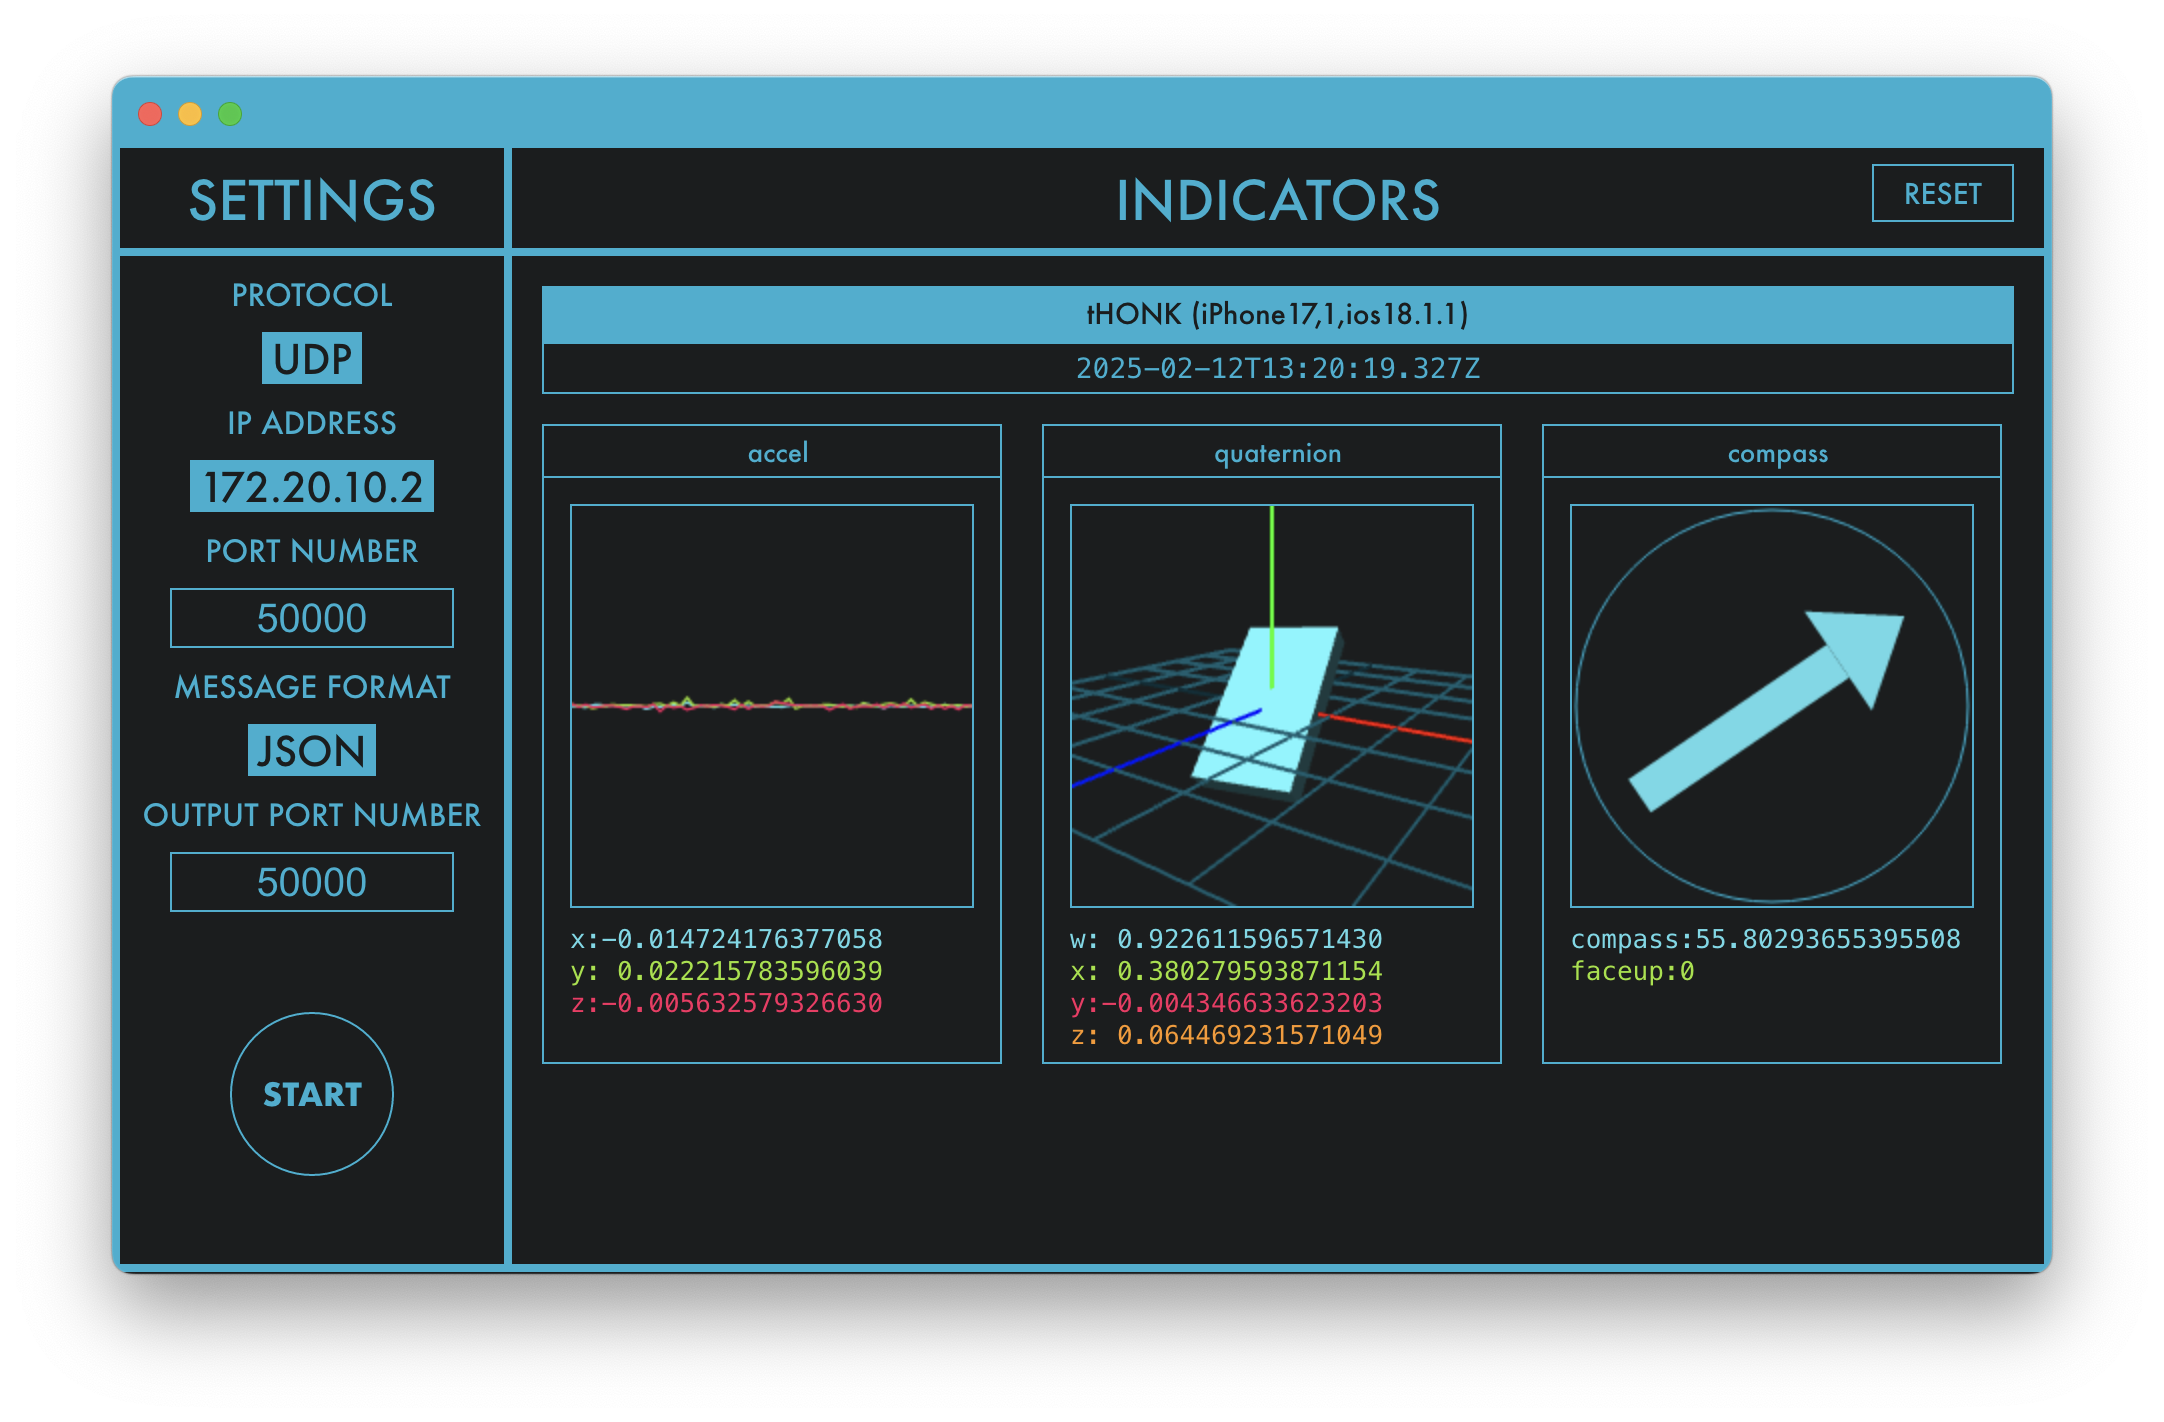 SETTINGS
INDICATORS
RESET
PROTOCOL
UDP
IP ADDRESS
172.20.10.2
PORT NUMBER
50000
MESSAGE FORMAT
JSON
OUTPUT PORT NUMBER
50000
START
tHONK (iPhone17,1,ios18.1.1)
2025-02-12T13:20:19.327Z
accel
x:-0.014724176377058
y: 0.022215783596039
z:-0.005632579326630
quaternion
w: 0.922611596571430
x: 0.380279593871154
y:-0.004346633623203
z: 0.064469231571049
compass
compass:55.80293655395508
faceup:0